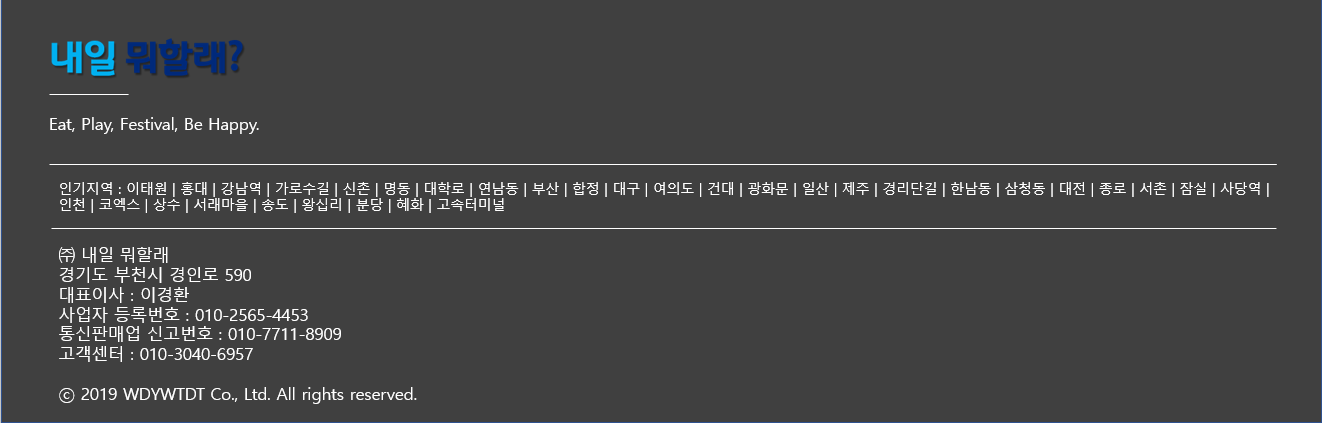 내일 뭐할래?
Eat, Play, Festival, Be Happy.
인기지역 : 이태원 | 홍대 | 강남역 | 가로수길 | 신촌 | 명동 | 대학로 | 연남동 | 부산 | 합정 | 대구 | 여의도 | 건대 | 광화문 | 일산 | 제주 | 경리단길 | 한남동 | 삼청동 | 대전 | 종로 | 서촌 | 잠실 | 사당역 |
인천 | 코엑스 | 상수 | 서래마을 | 송도 | 왕십리 | 분당 | 혜화 | 고속터미널
㈜ 내일 뭐할래
경기도 부천시 경인로 590
대표이사 : 이경환
사업자 등록번호 : 010-2565-4453
통신판매업 신고번호 : 010-7711-8909
고객센터 : 010-3040-6957
ⓒ 2019 WDYWTDT Co., Ltd. All rights reserved.